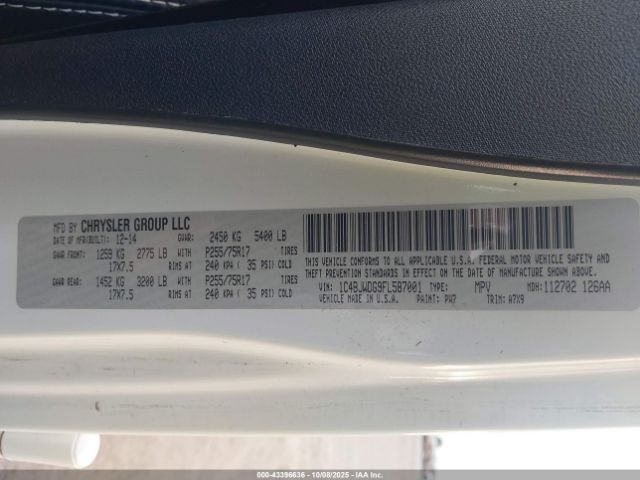 MFD BY CHRYSLER GROUP LLC
DATE OF MFR(BUILT): 12-14 GVWR: 2450 KG 5400 LB
GAWR FRONT: 1259 KG 2775 LB P255/75R17 TIRES
17X7.5 RIMS AT 240 KPA ( 35 PSI) COLD
GAWR REAR: 1452 KG 3200 LB P255/75R17 TIRES
17X7.5 RIMS AT 240 KPA ( 35 PSI) COLD
THIS VEHICLE CONFORMS TO ALL APPLICABLE U.S.A. FEDERAL MOTOR VEHICLE SAFETY AND
THEFT PREVENTION STANDARDS IN EFFECT ON THE DATE OF MANUFACTURE SHOWN ABOVE.
VIN: 1C4BJWDG9FL587001 TYPE: MPV MDH: 112702 126AA
VEHICLE MADE IN U.S.A. PAINT: PW7 TRIM: A7X9
000-43396636 - 10/08/2025 - IAAI.COM